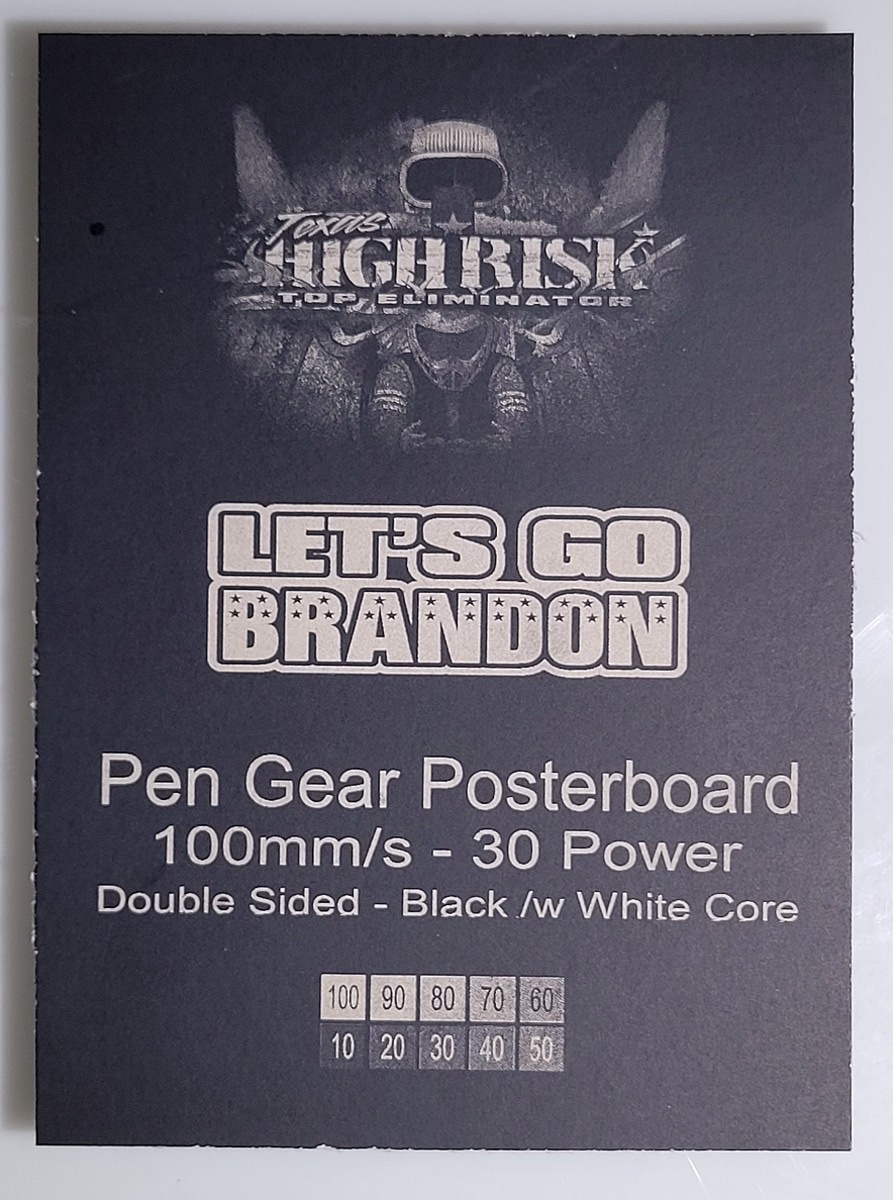 Texas
HIGH RISK
TOP ELIMINATOR
LET'S GO
BRANDON
Pen Gear Posterboard
100mm/s - 30 Power
Double Sided - Black /w White Core
100 90 80 70 60
10 20 30 40 50